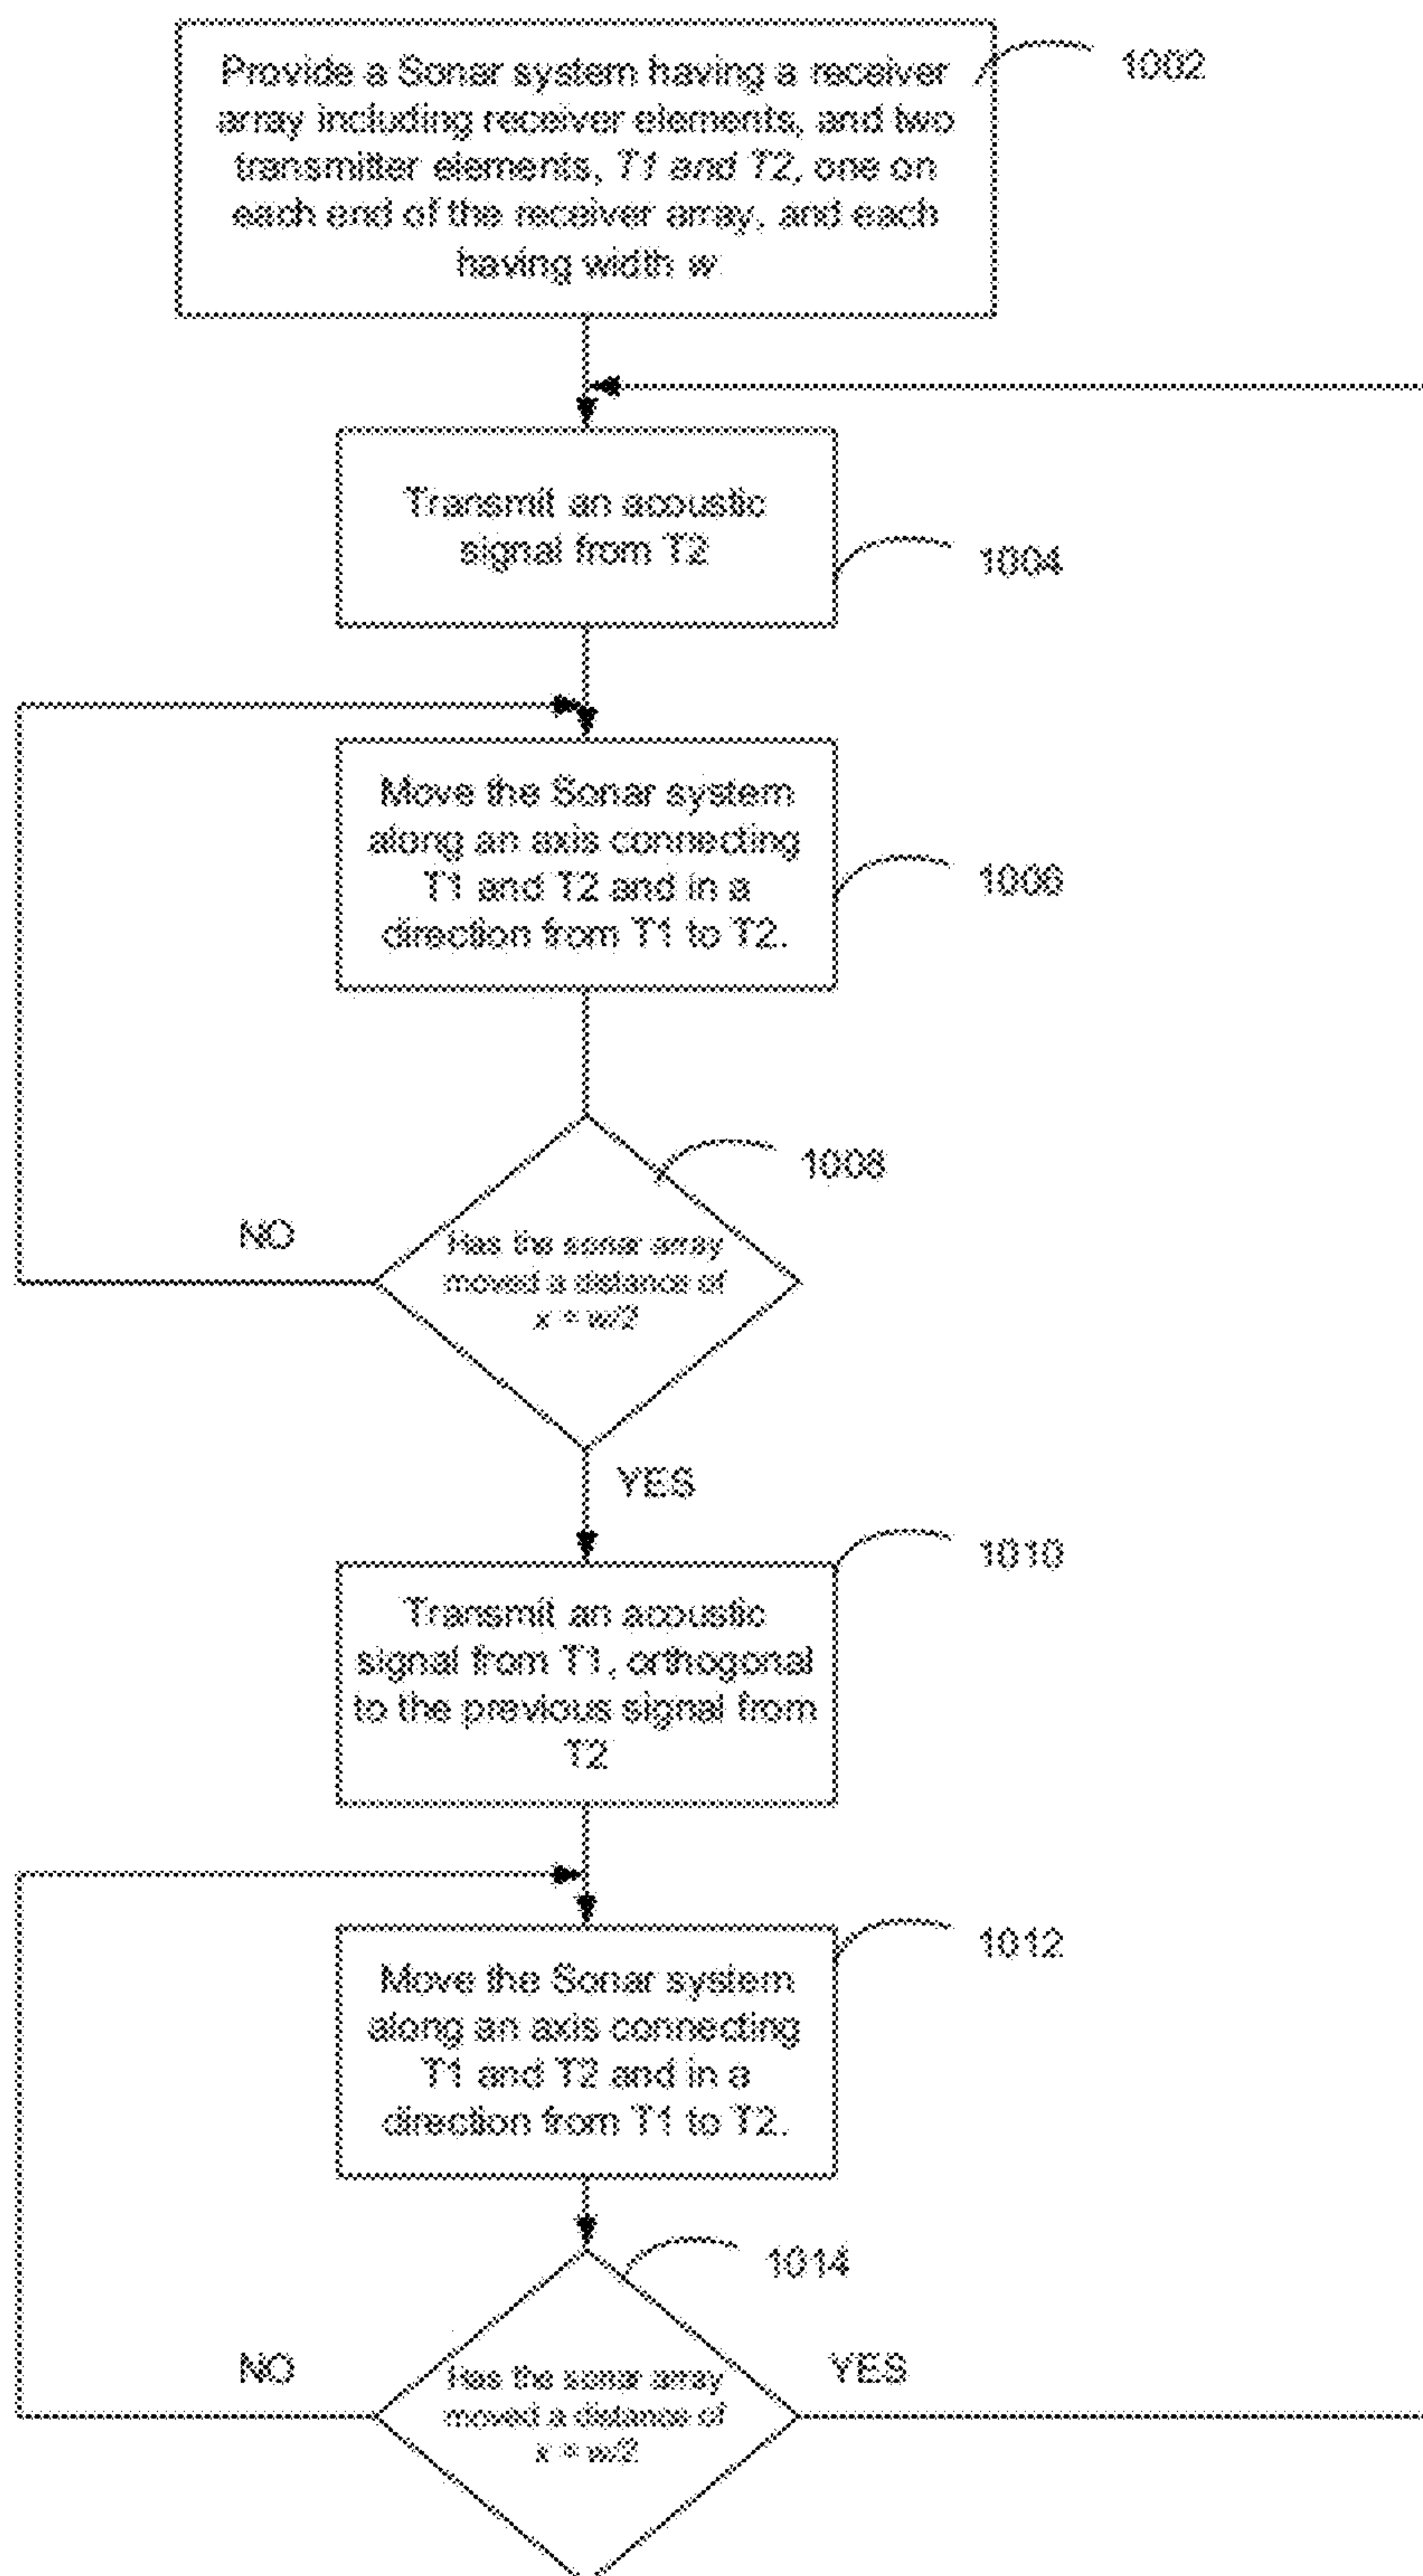 Provide a Sonar system having a receiver
array including receiver elements, and two
transmitter elements, T1 and T2, one on
each end of the receiver array, and each
having width w.
1002
Transmit an acoustic
signal from T2
1004
Move the Sonar system
along an axis connecting
T1 and T2 and in a
direction from T1 to T2.
1006
1008
NO
Has the sonar array
moved a distance of
x = w/2
YES
1010
Transmit an acoustic
signal from T1, orthogonal
to the previous signal from
T2
1012
Move the Sonar system
along an axis connecting
T1 and T2 and in a
direction from T1 to T2.
1014
NO
Has the sonar array
moved a distance of
x = w/2
YES